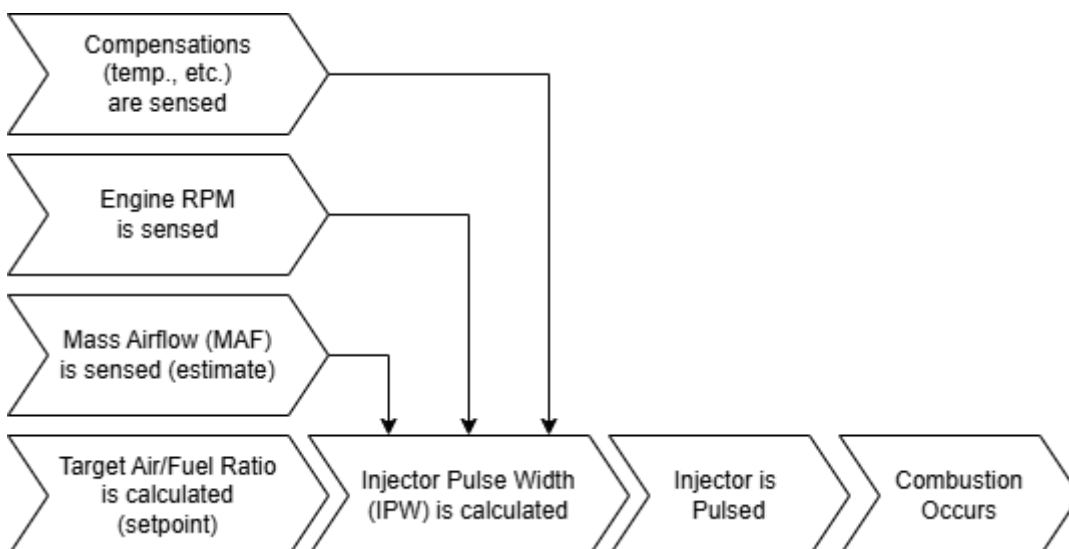 Compensations
(temp., etc.)
are sensed
Engine RPM
is sensed
Mass Airflow (MAF)
is sensed (estimate)
Target Air/Fuel Ratio
is calculated
(setpoint)
Injector Pulse Width
(IPW) is calculated
Injector is
Pulsed
Combustion
Occurs